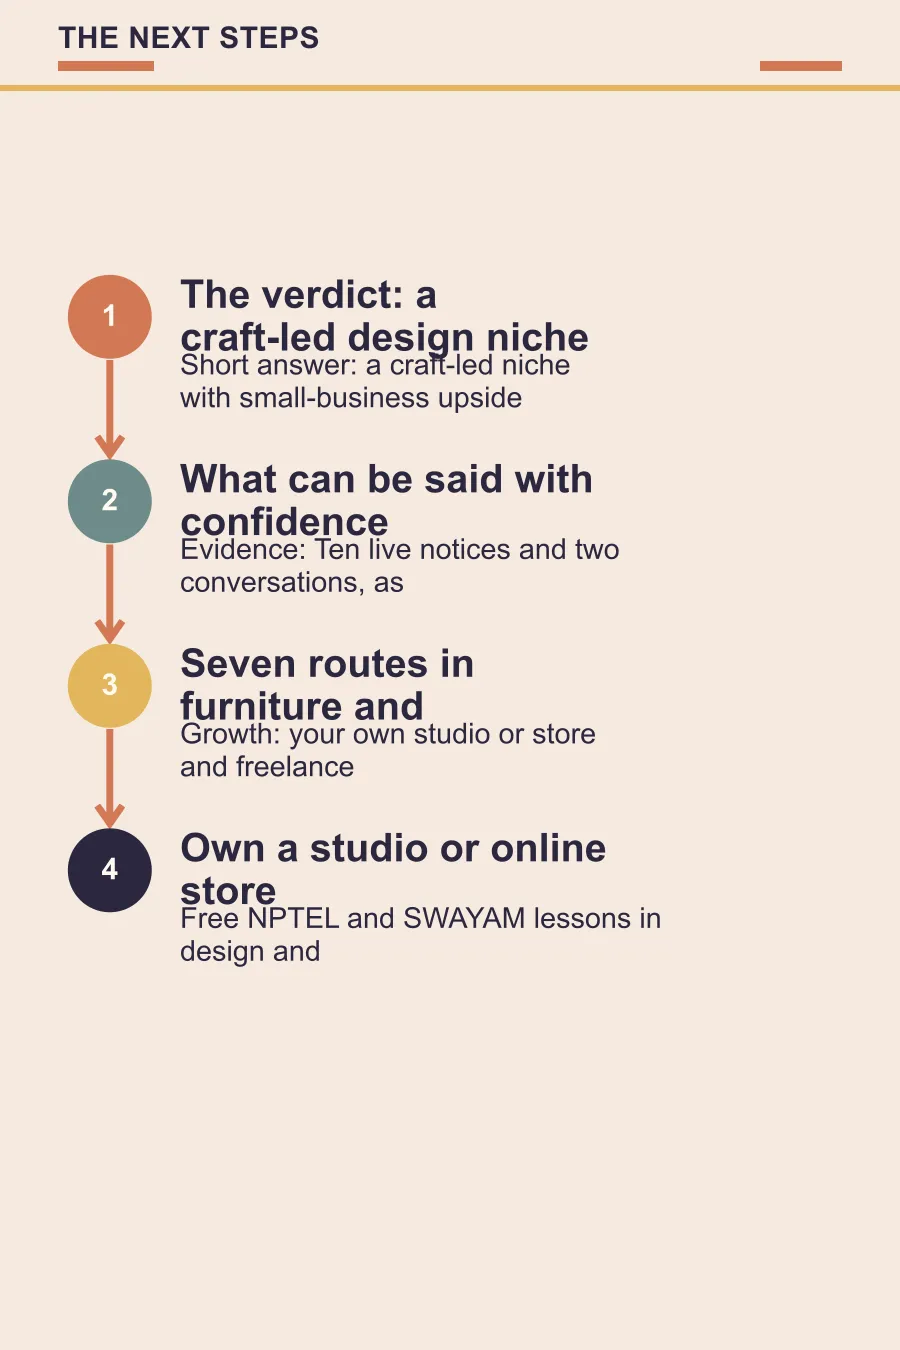 THE NEXT STEPS
1
The verdict: a
craft-led design niche
Short answer: a craft-led niche
with small-business upside
2
What can be said with
confidence
Evidence: Ten live notices and two
conversations, as
3
Seven routes in
furniture and
Growth: your own studio or store
and freelance
4
Own a studio or online
store
Free NPTEL and SWAYAM lessons in
design and